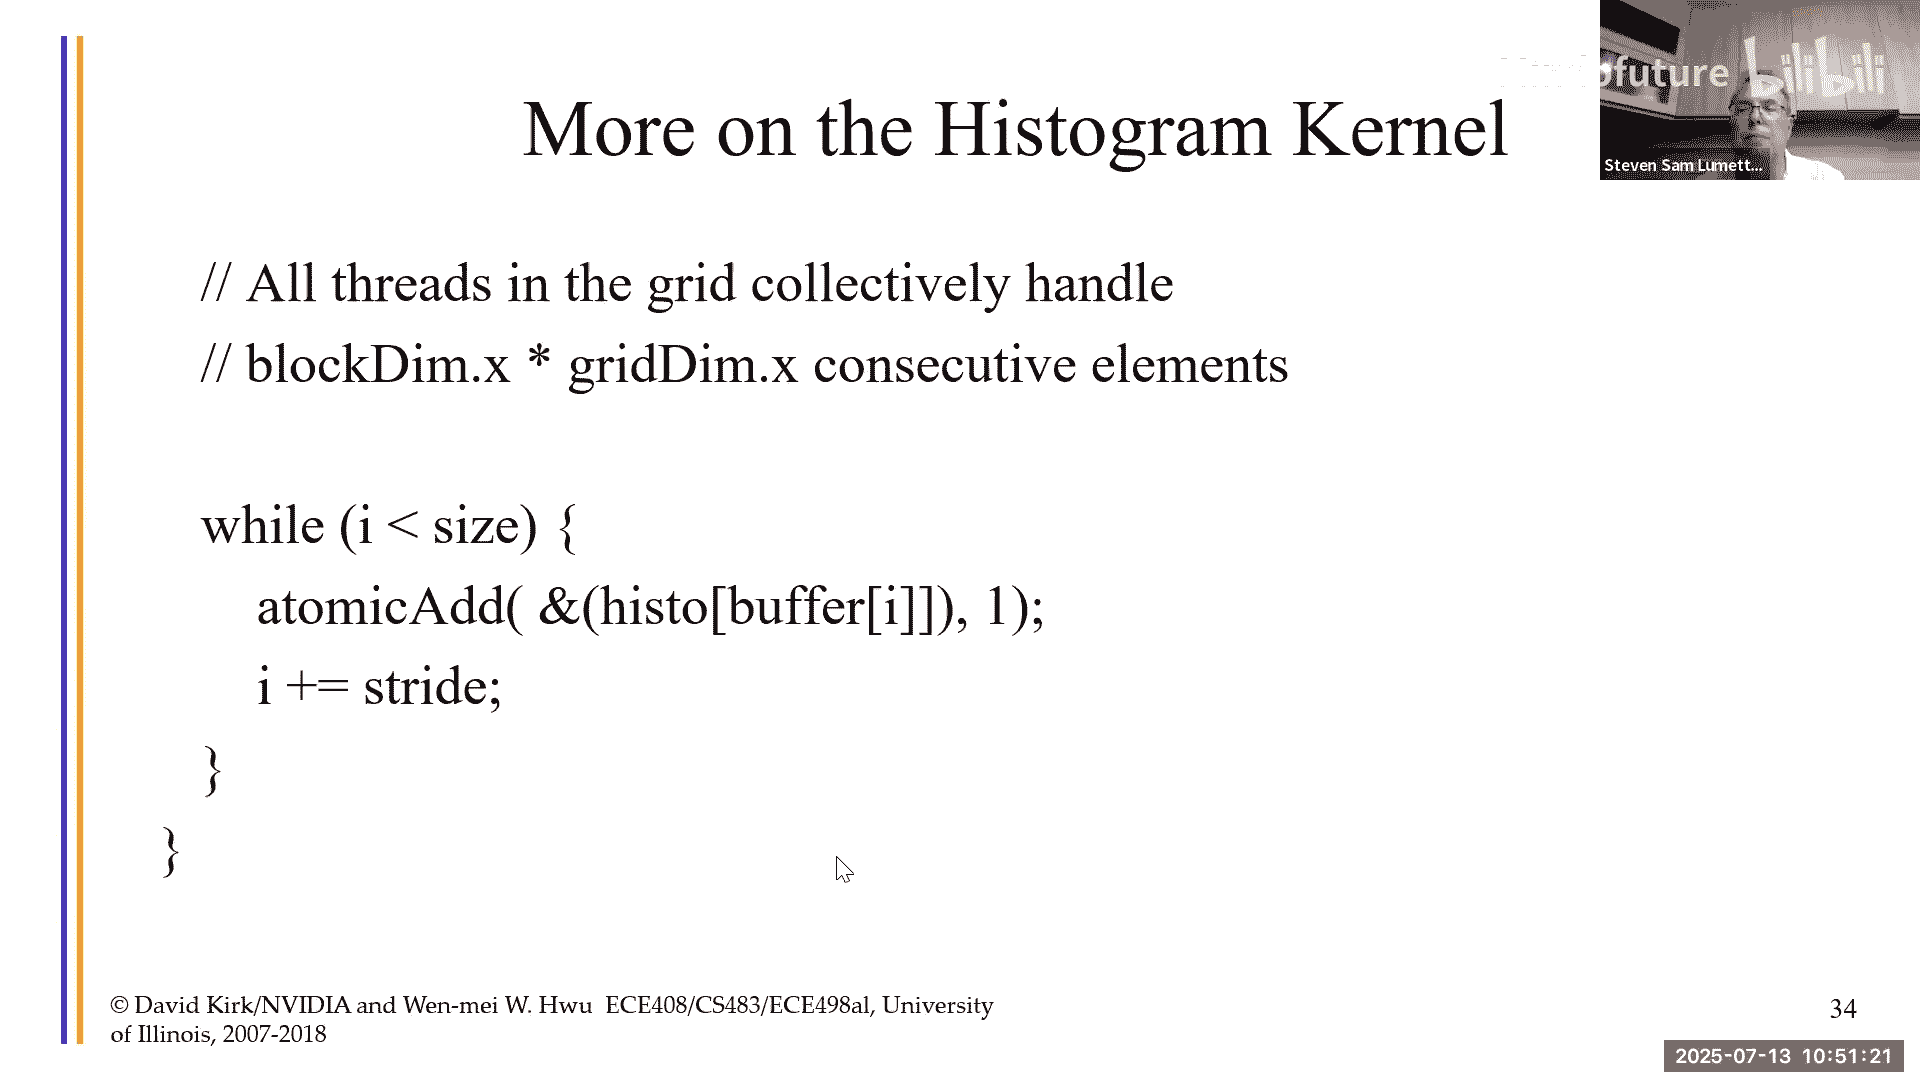 More on the Histogram Kernel
future bilibili
Steven Sam Lumett...
// All threads in the grid collectively handle
// blockDim.x * gridDim.x consecutive elements
while (i < size) {
atomicAdd( &(histo[buffer[i]]), 1);
i += stride;
}
}
© David Kirk/NVIDIA and Wen-mei W. Hwu ECE408/CS483/ECE498al, University
of Illinois, 2007-2018
34
2025-07-13 10:51:21